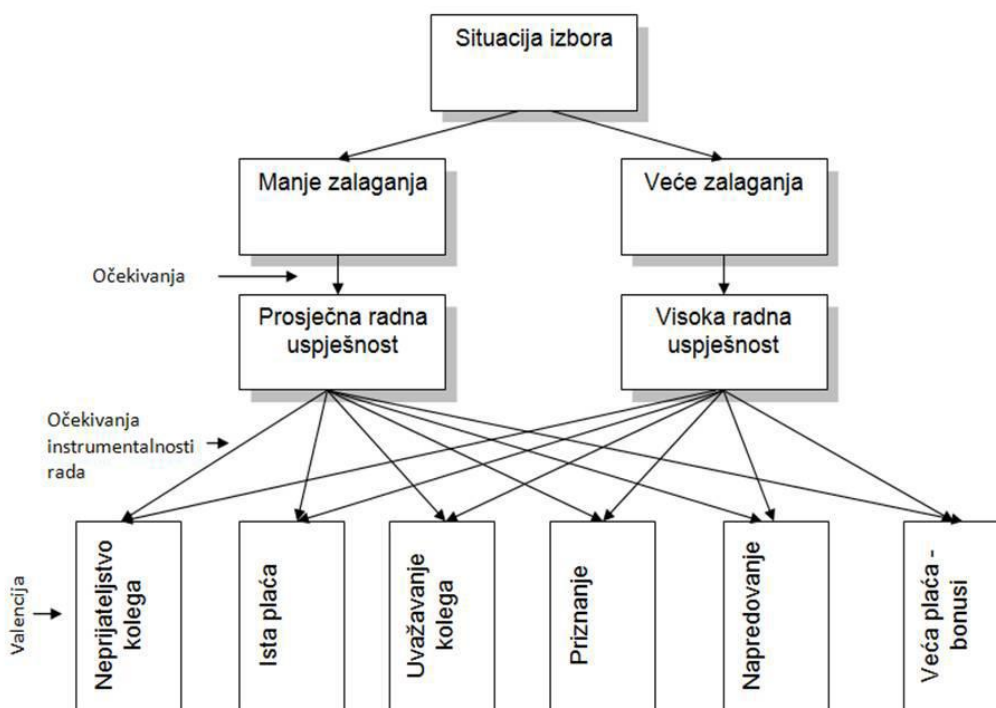 Situacija izbora
Manje zalaganja
Veće zalaganja
Očekivanja
Prosječna radna
uspješnost
Visoka radna
uspješnost
Očekivanja
instrumentalnosti
rada
Valencija
Neprijateljstvo
kolega
Ista plaća
Uvažavanje
kolega
Priznanje
Napredovanje
Veća plaća -
bonusi